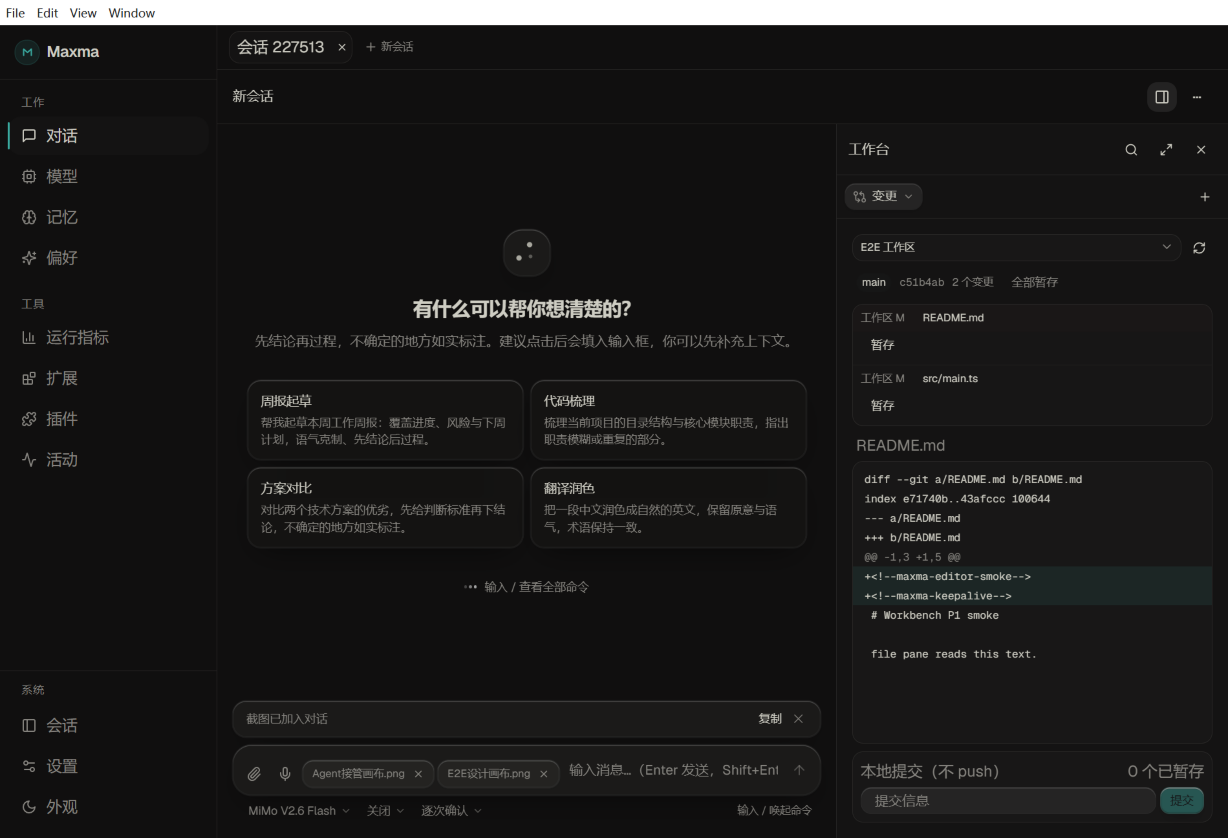 File Edit View Window
M Maxma
工作
对话
模型
记忆
偏好
工具
运行指标
扩展
插件
活动
系统
会话
设置
外观
会话 227513 × + 新会话
新会话
有什么可以帮你想清楚的?
先结论再过程，不确定的地方如实标注。建议点击后会填入输入框，你可以先补充上下文。
周报起草
帮我起草本周工作周报：覆盖进度、风险与下周
计划，语气克制、先结论后过程。
代码梳理
梳理当前项目的目录结构与核心模块职责，指出
职责模糊或重复的部分。
方案对比
对比两个技术方案的优劣，先给判断标准再下结
论，不确定的地方如实标注。
翻译润色
把一段中文润色成自然的英文，保留原意与语
气，术语保持一致。
输入 / 查看全部命令
截图已加入对话 复制
Agent接管画布.png × E2E设计画布.png × 输入消息... （Enter 发送，Shift+Ent
MiMo V2.6 Flash 关闭 逐次确认 输入 / 唤起命令
工作台
变更
E2E 工作区
main c51b4ab 2 个变更 全部暂存
工作区 M README.md
暂存
工作区 M src/main.ts
暂存
README.md
diff --git a/README.md b/README.md
index e71740b..43afccc 100644
--- a/README.md
+++ b/README.md
@@ -1,3 +1,5 @@
+<!--maxma-editor-smoke-->
+<!--maxma-keepalive-->
# Workbench P1 smoke
file pane reads this text.
本地提交（不 push） 0 个已暂存
提交信息 提交